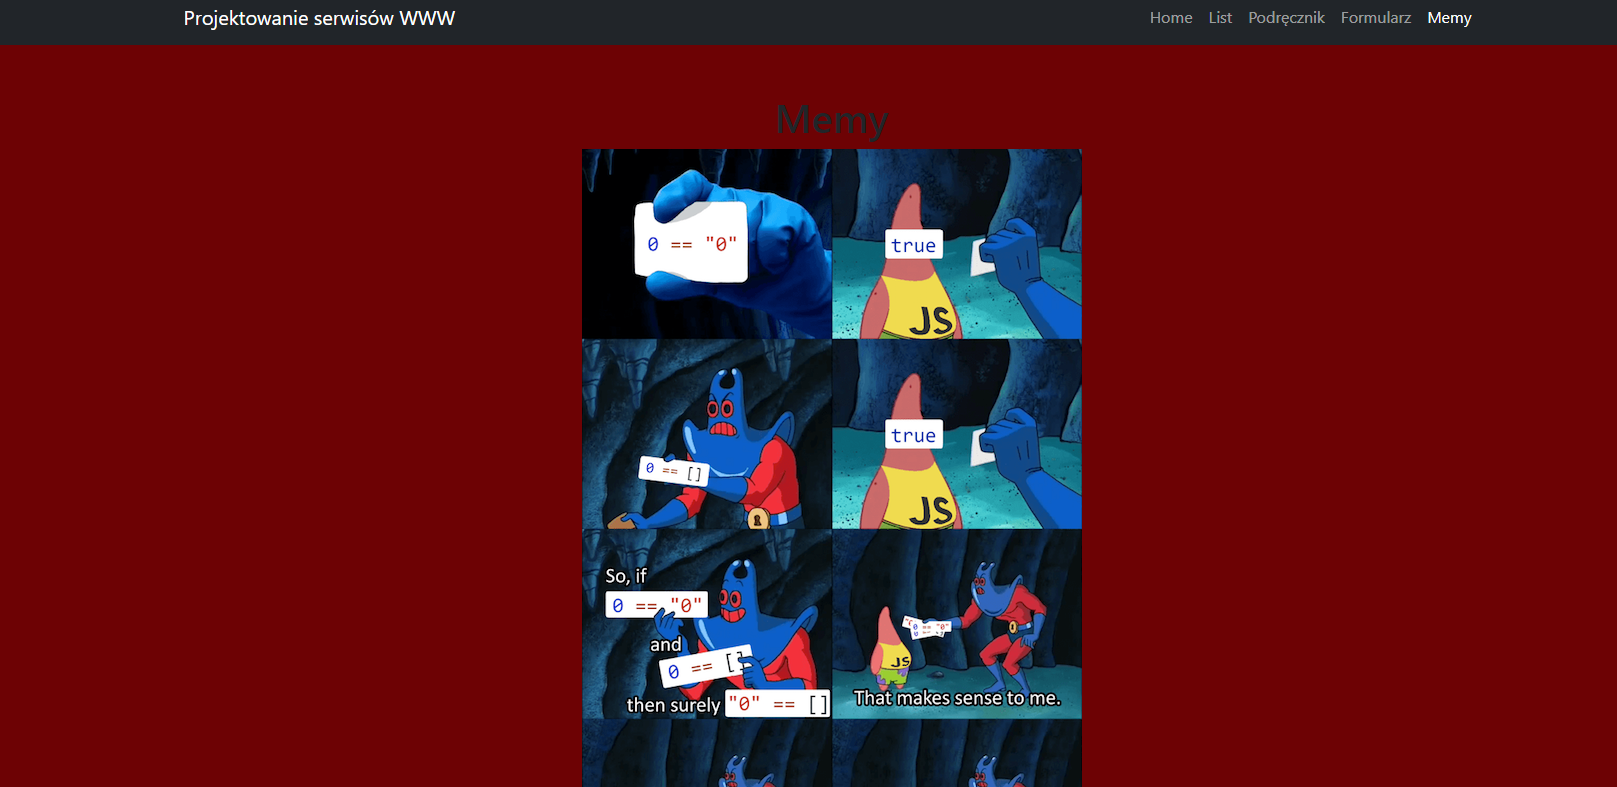 Projektowanie serwisów WWW
Home List Podręcznik Formularz Memy
Memy
0 == "0"
true
JS
0 == []
true
JS
So, if
0 == "0"
and
0 == []
then surely "0" == []
0 == "0"
JS
That makes sense to me.